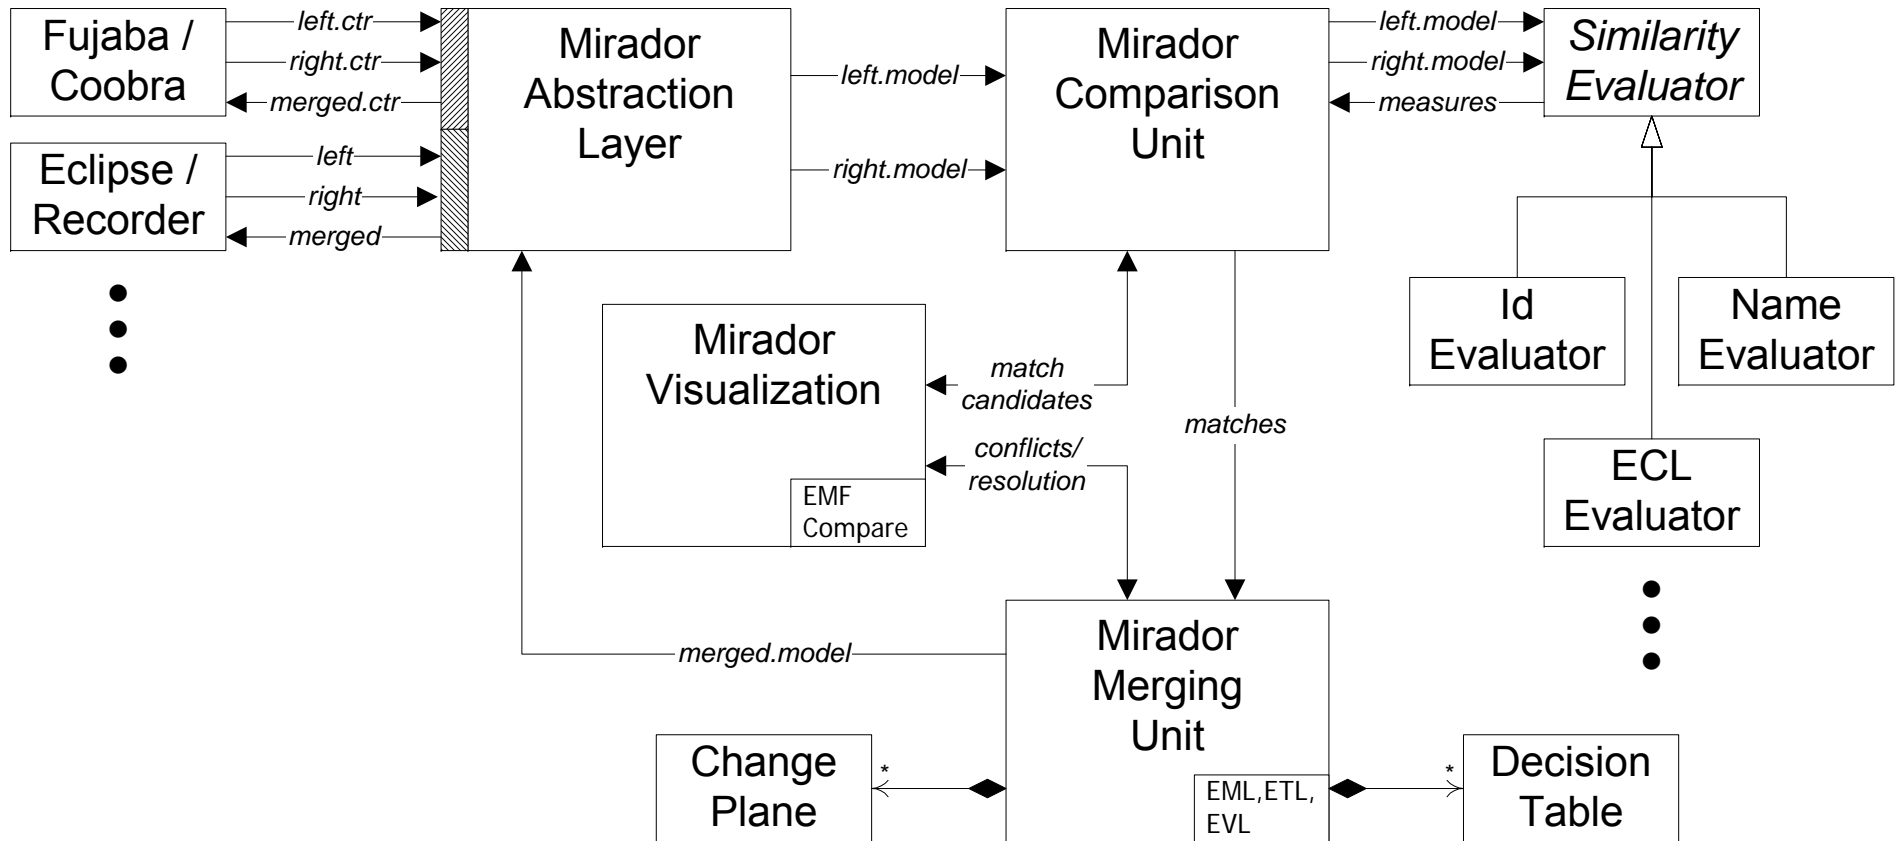 Fujaba /
Coobra
left.ctr
right.ctr
merged.ctr
Eclipse /
Recorder
left
right
merged
Mirador
Abstraction
Layer
left.model
right.model
Mirador
Comparison
Unit
left.model
right.model
measures
Similarity
Evaluator
Id
Evaluator
Name
Evaluator
ECL
Evaluator
Mirador
Visualization
EMF
Compare
match
candidates
conflicts/
resolution
matches
merged.model
Mirador
Merging
Unit
EML,ETL,
EVL
Change
Plane
*
*
Decision
Table